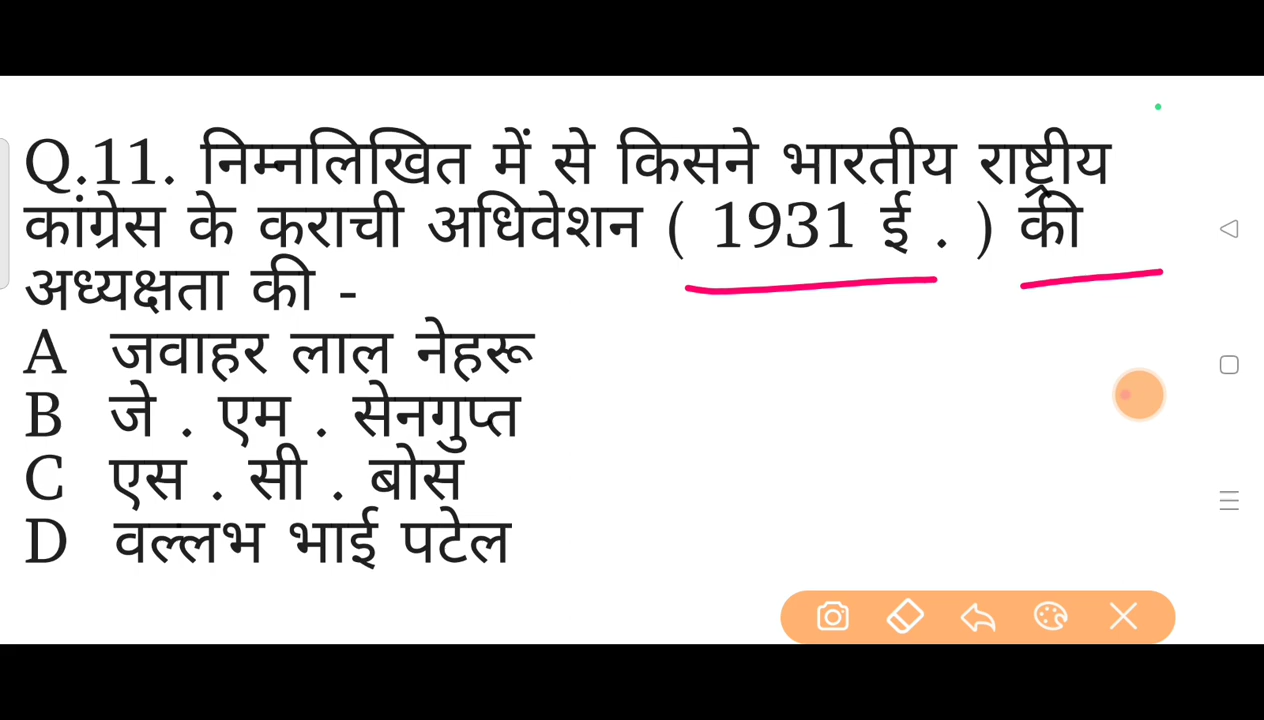 Q.11. निम्नलिखित में से किसने भारतीय राष्ट्रीय
कांग्रेस के कराची अधिवेशन ( 1931 ई . ) की
अध्यक्षता की -
A जवाहर लाल नेहरू
B जे . एम . सेनगुप्त
C एस . सी . बोस
D वल्लभ भाई पटेल